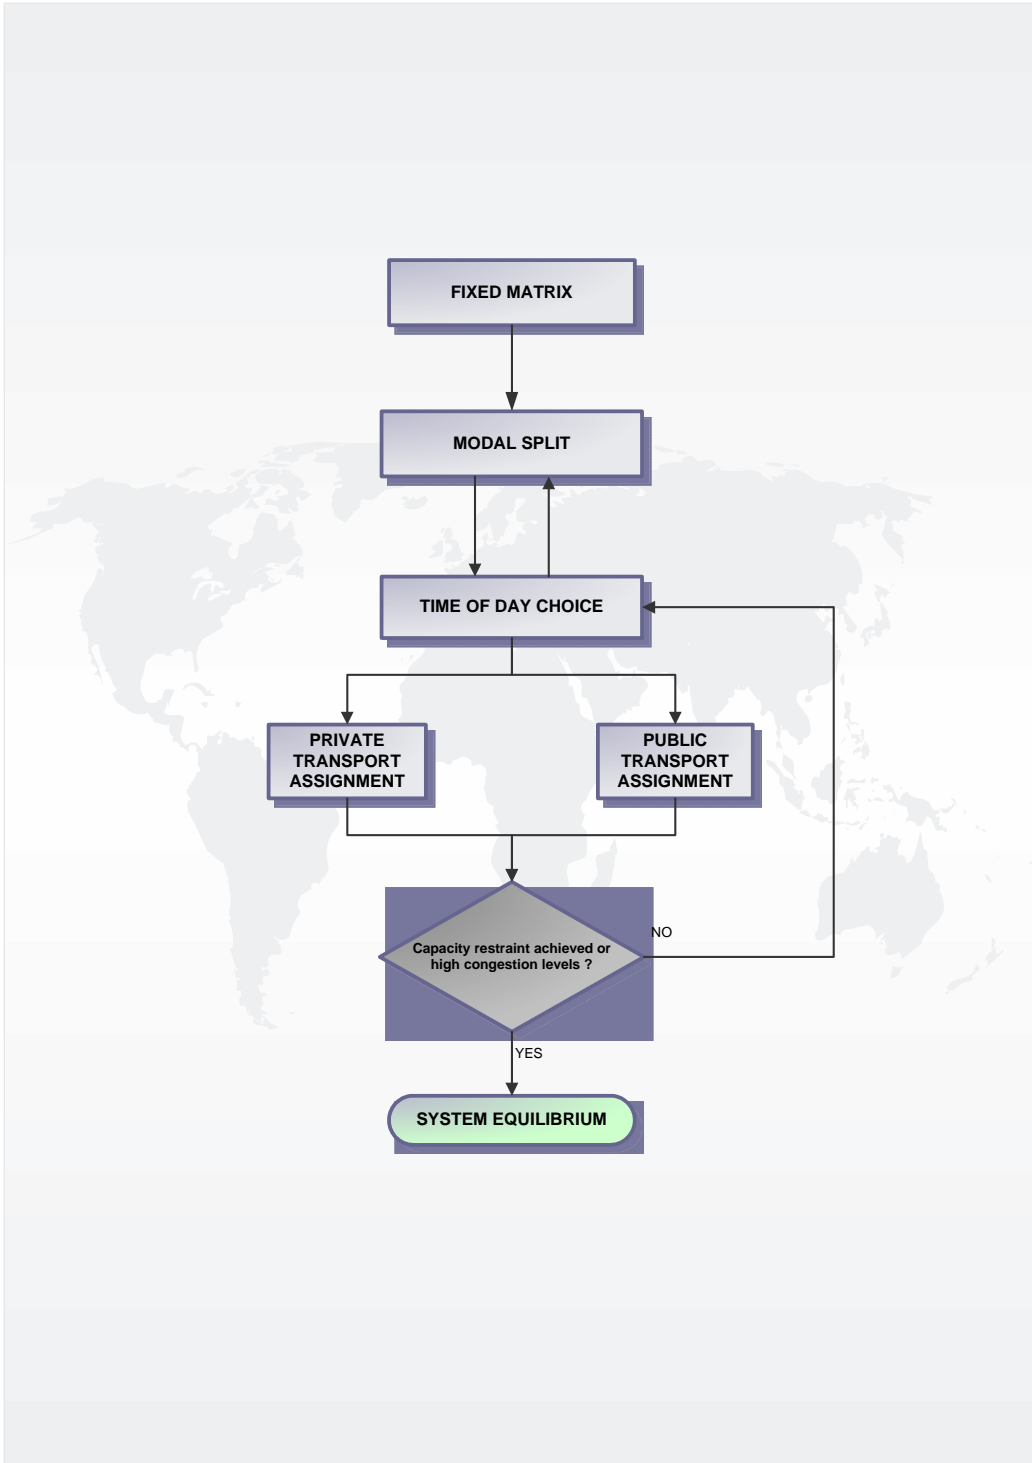 FIXED MATRIX
MODAL SPLIT
TIME OF DAY CHOICE
PRIVATE
TRANSPORT
ASSIGNMENT
PUBLIC
TRANSPORT
ASSIGNMENT
NO
Capacity restraint achieved or
high congestion levels ?
YES
SYSTEM EQUILIBRIUM